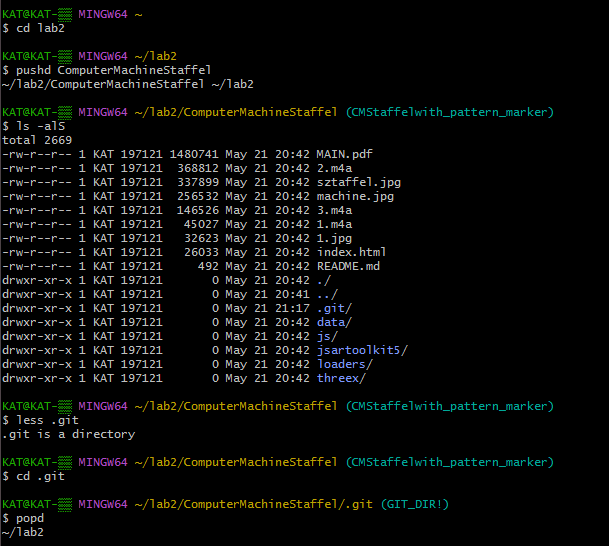 KAT@KAT-▒▒ MINGW64 ~
$ cd lab2
KAT@KAT-▒▒ MINGW64 ~/lab2
$ pushd ComputerMachineStaffel
~/lab2/ComputerMachineStaffel ~/lab2
KAT@KAT-▒▒ MINGW64 ~/lab2/ComputerMachineStaffel (CMStaffelwith_pattern_marker)
$ ls -alS
total 2669
-rw-r--r-- 1 KAT 197121 1480741 May 21 20:42 MAIN.pdf
-rw-r--r-- 1 KAT 197121  368812 May 21 20:42 2.m4a
-rw-r--r-- 1 KAT 197121  337899 May 21 20:42 sztaffel.jpg
-rw-r--r-- 1 KAT 197121  256532 May 21 20:42 machine.jpg
-rw-r--r-- 1 KAT 197121  146526 May 21 20:42 3.m4a
-rw-r--r-- 1 KAT 197121   45027 May 21 20:42 1.m4a
-rw-r--r-- 1 KAT 197121   32623 May 21 20:42 1.jpg
-rw-r--r-- 1 KAT 197121   26033 May 21 20:42 index.html
-rw-r--r-- 1 KAT 197121     492 May 21 20:42 README.md
drwxr-xr-x 1 KAT 197121       0 May 21 20:42 ./
drwxr-xr-x 1 KAT 197121       0 May 21 20:41 ../
drwxr-xr-x 1 KAT 197121       0 May 21 21:17 .git/
drwxr-xr-x 1 KAT 197121       0 May 21 20:42 data/
drwxr-xr-x 1 KAT 197121       0 May 21 20:42 js/
drwxr-xr-x 1 KAT 197121       0 May 21 20:42 jsartoolkit5/
drwxr-xr-x 1 KAT 197121       0 May 21 20:42 loaders/
drwxr-xr-x 1 KAT 197121       0 May 21 20:42 threex/
KAT@KAT-▒▒ MINGW64 ~/lab2/ComputerMachineStaffel (CMStaffelwith_pattern_marker)
$ less .git
.git is a directory
KAT@KAT-▒▒ MINGW64 ~/lab2/ComputerMachineStaffel (CMStaffelwith_pattern_marker)
$ cd .git
KAT@KAT-▒▒ MINGW64 ~/lab2/ComputerMachineStaffel/.git (GIT_DIR!)
$ popd
~/lab2